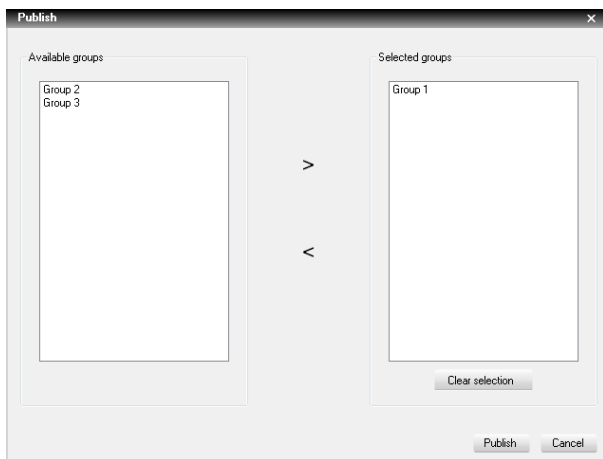 Publish
×
Available groups
Group 2
Group 3
>
<
Selected groups
Group 1
Clear selection
Publish
Cancel